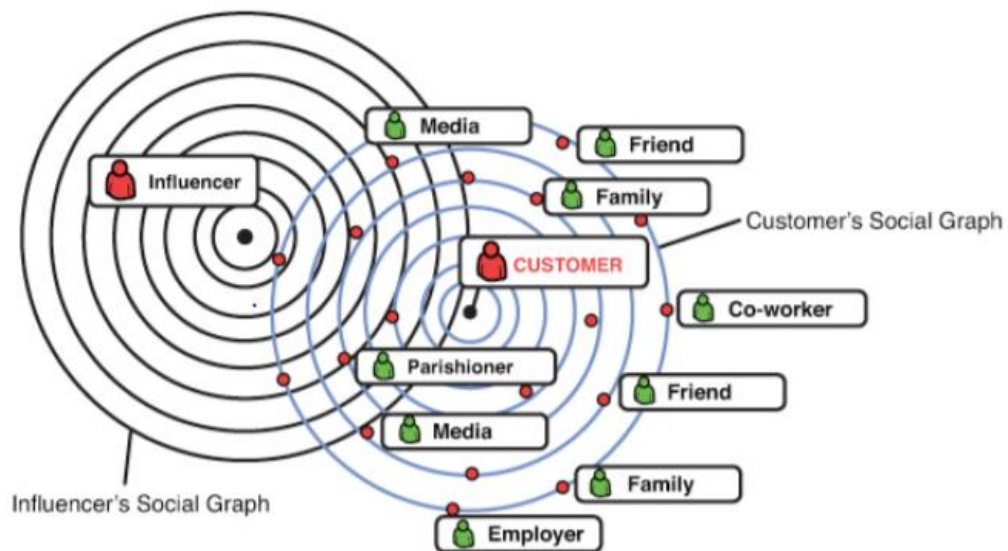 Media
Friend
Influencer
Family
Customer's Social Graph
CUSTOMER
Co-worker
Parishioner
Friend
Media
Family
Influencer's Social Graph
Employer